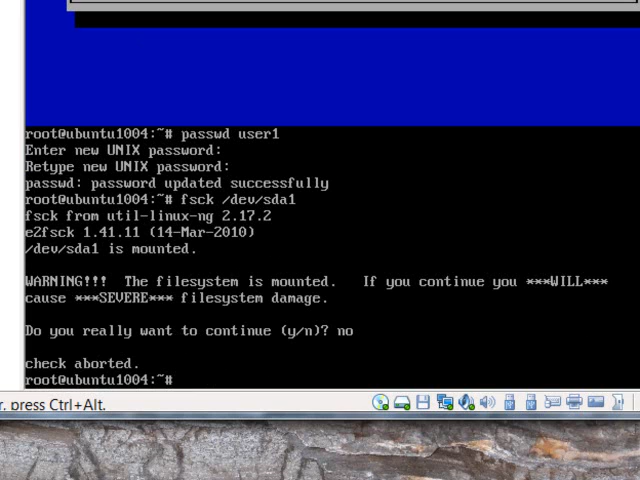 root@ubuntu1004:~# passwd user1
Enter new UNIX password:
Retype new UNIX password:
passwd: password updated successfully
root@ubuntu1004:~# fsck /dev/sda1
fsck from util-linux-ng 2.17.2
e2fsck 1.41.11 (14-Mar-2010)
/dev/sda1 is mounted.
WARNING!!!  The filesystem is mounted.   If you continue you ***WILL***
cause ***SEVERE*** filesystem damage.
Do you really want to continue (y/n)? no
check aborted.
root@ubuntu1004:~#
r, press Ctrl+Alt.